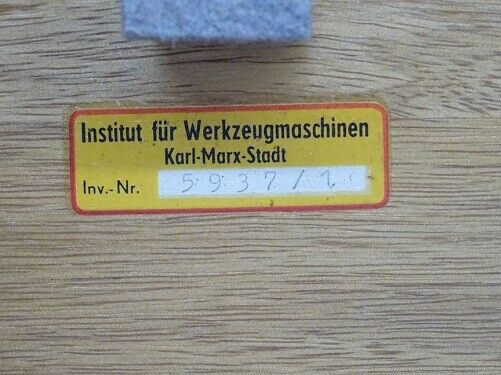 Institut für Werkzeugmaschinen
Karl-Marx-Stadt
Inv.-Nr. 5937/1